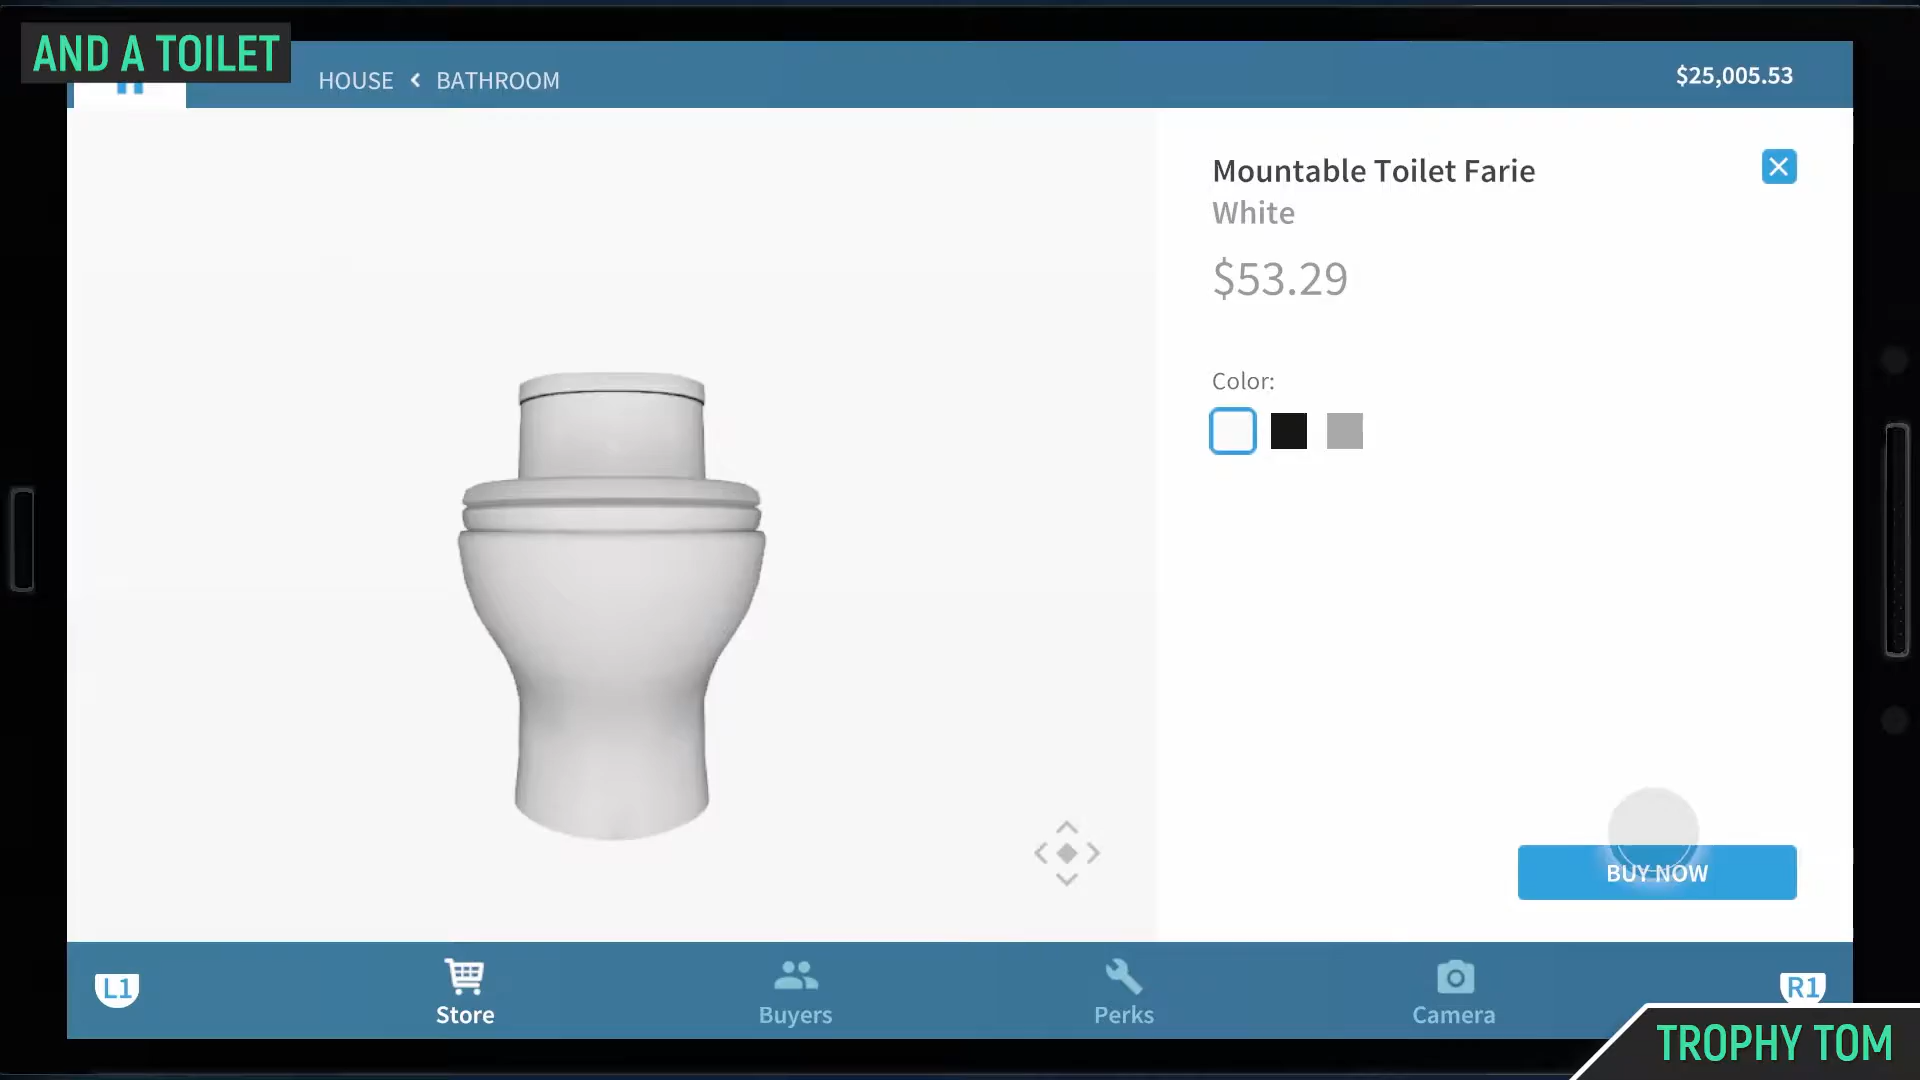 AND A TOILET
HOUSE < BATHROOM
$25,005.53
Mountable Toilet Farie
White
$53.29
Color:
BUY NOW
L1
Store
Buyers
Perks
Camera
R1
TROPHY TOM